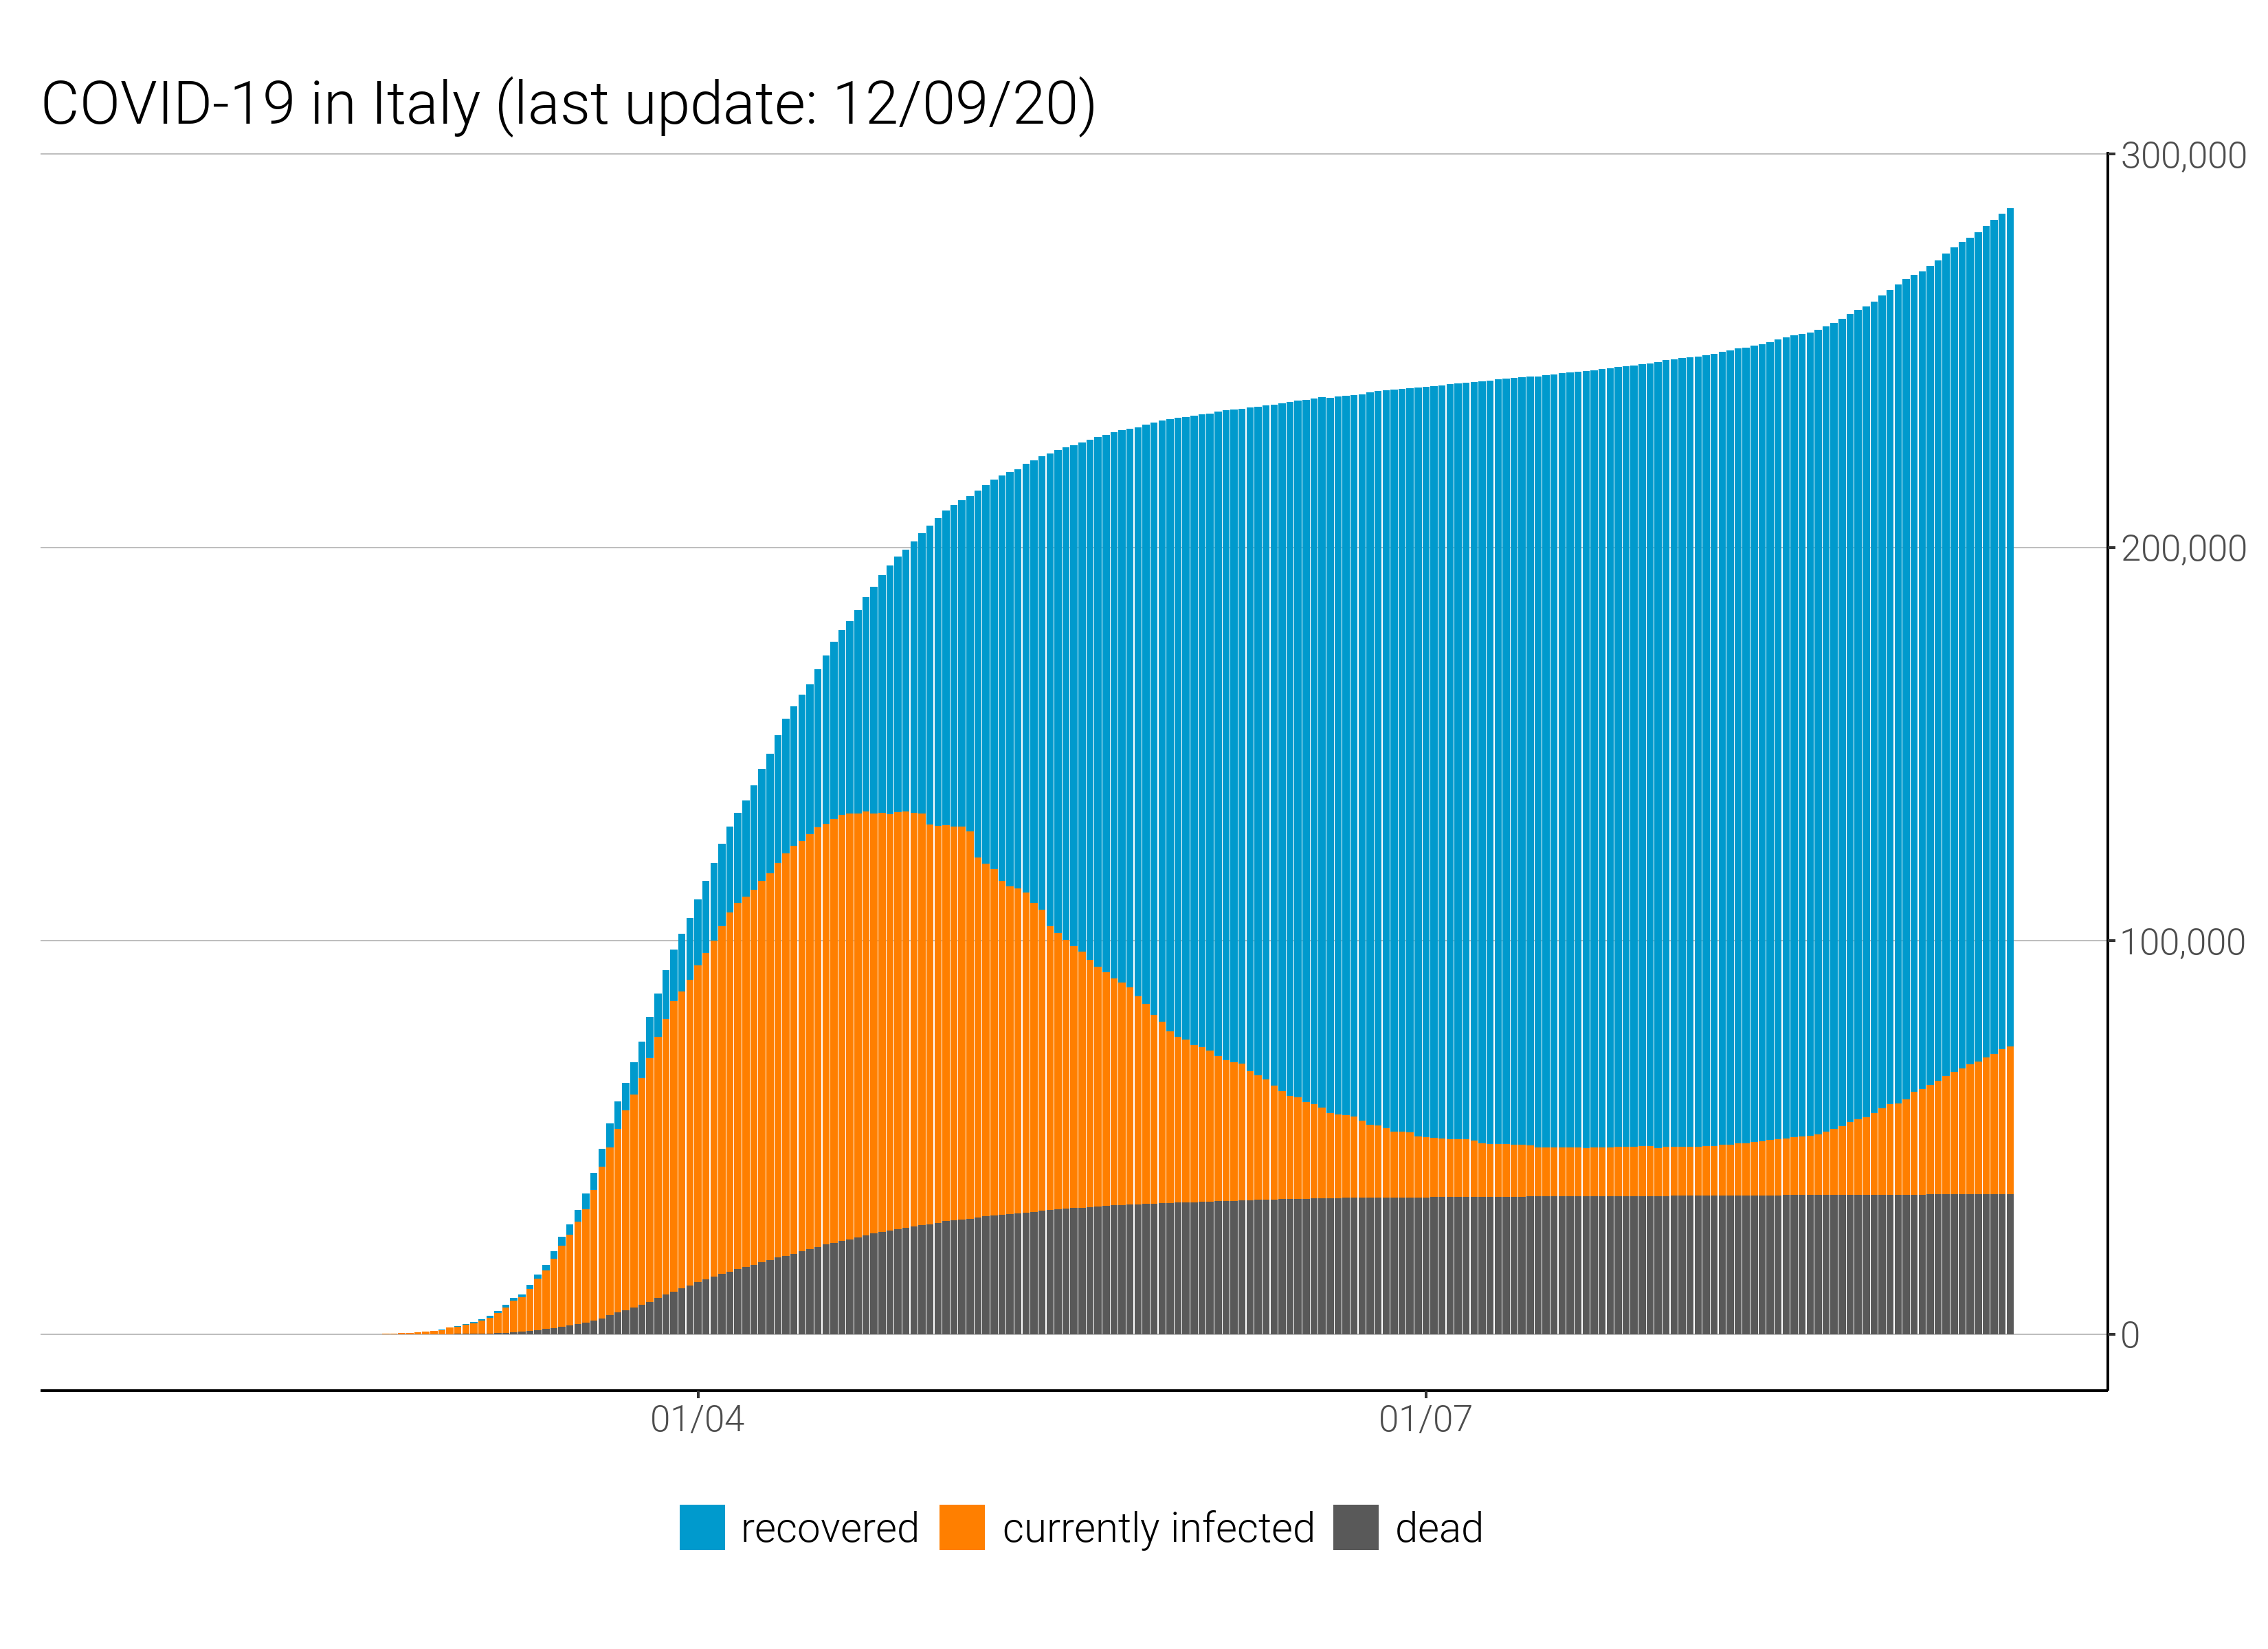 COVID-19 in Italy (last update: 12/09/20)
300,000
200,000
100,000
0
01/04 01/07
recovered currently infected dead